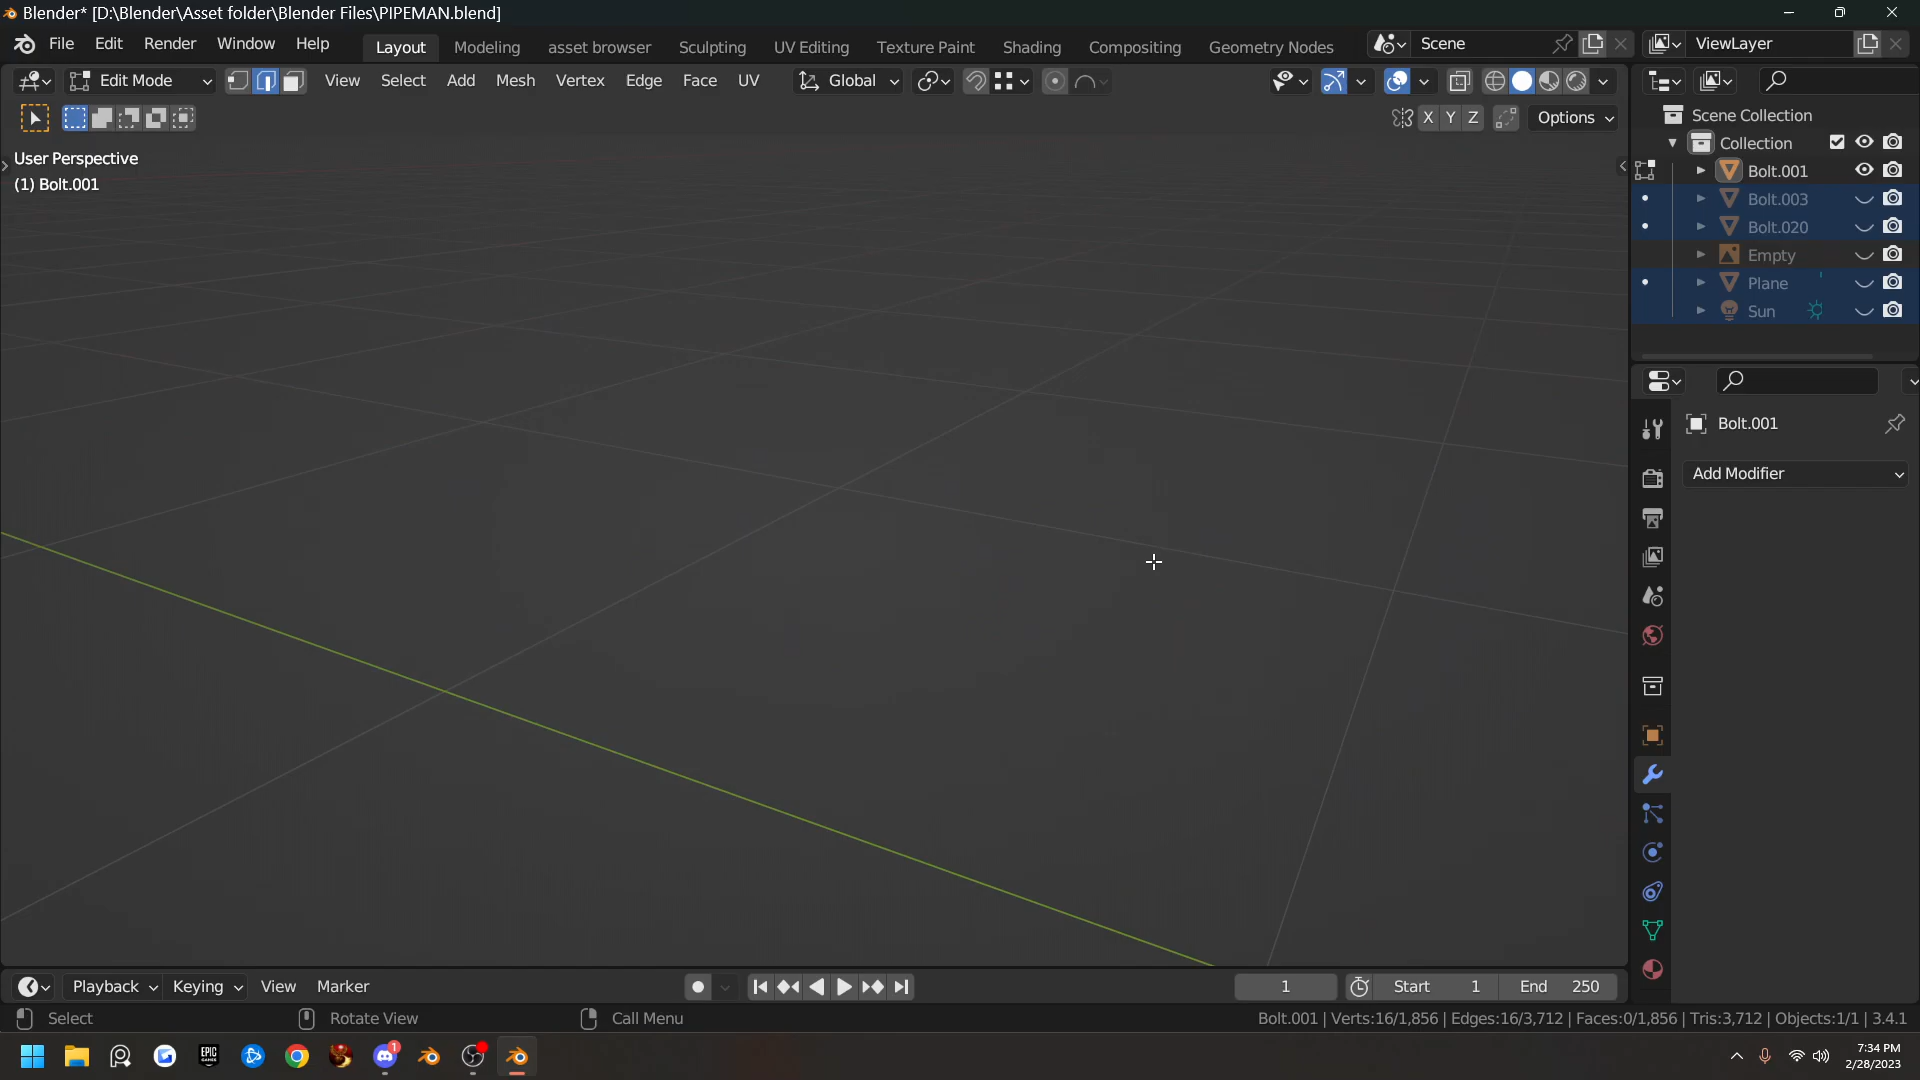 Blender* [D:\Blender\Asset folder\Blender Files\PIPEMAN.blend]
File Edit Render Window Help Layout Modeling asset browser Sculpting UV Editing Texture Paint Shading Compositing Geometry Nodes Scene ViewLayer
Edit Mode View Select Add Mesh Vertex Edge Face UV Global
X Y Z Options
User Perspective
(1) Bolt.001
Scene Collection
Collection
Bolt.001
Bolt.003
Bolt.020
Empty
Plane
Sun
Bolt.001
Add Modifier
Playback Keying View Marker 1 Start 1 End 250
Select Rotate View Call Menu Bolt.001 | Verts:16/1,856 | Edges:16/3,712 | Faces:0/1,856 | Tris:3,712 | Objects:1/1 | 3.4.1
EPIC GAMES 1 7:34 PM
2/28/2023